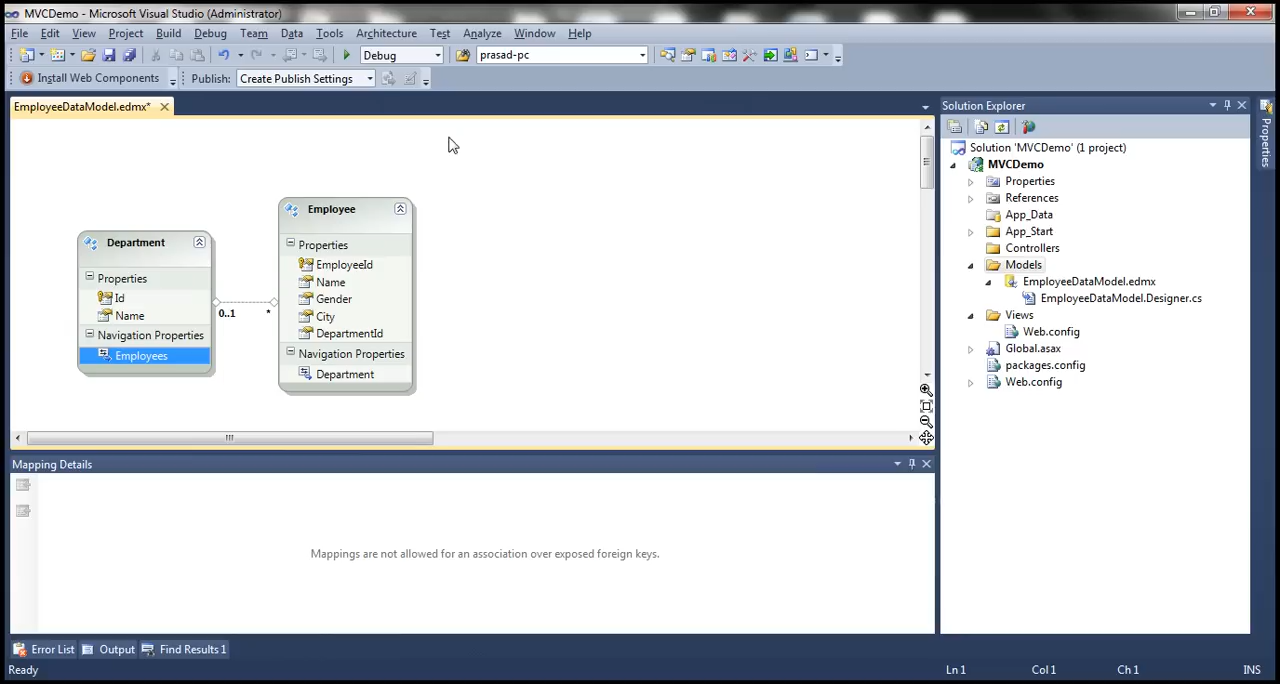 MVCDemo - Microsoft Visual Studio (Administrator)
File Edit View Project Build Debug Team Data Tools Architecture Test Analyze Window Help
Debug prasad-pc
Install Web Components Publish: Create Publish Settings
EmployeeDataModel.edmx*
Department
Properties
Id
Name
Navigation Properties
Employees
0..1 *
Employee
Properties
EmployeeId
Name
Gender
City
DepartmentId
Navigation Properties
Department
Mapping Details
Mappings are not allowed for an association over exposed foreign keys.
Solution Explorer
Solution 'MVCDemo' (1 project)
MVCDemo
Properties
References
App_Data
App_Start
Controllers
Models
EmployeeDataModel.edmx
EmployeeDataModel.Designer.cs
Views
Web.config
Global.asax
packages.config
Web.config
Properties
Error List Output Find Results 1
Ready Ln 1 Col 1 Ch 1 INS